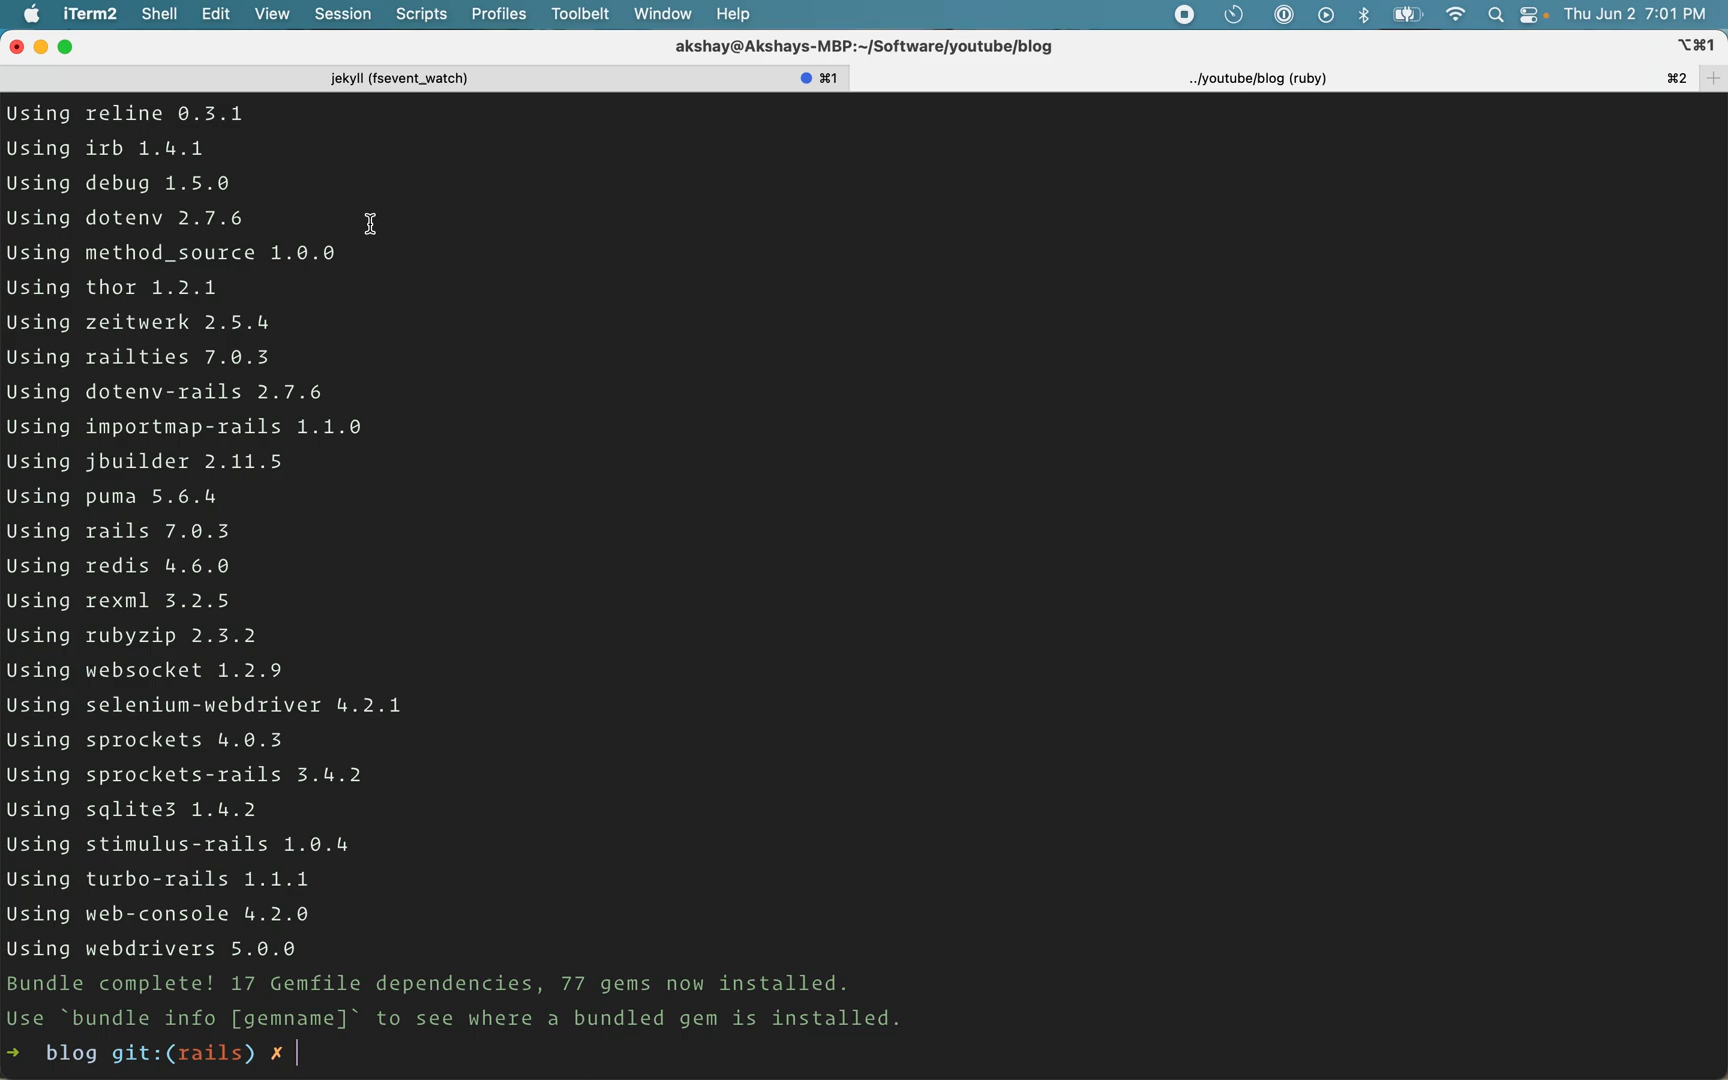 iTerm2 Shell Edit View Session Scripts Profiles Toolbelt Window Help Thu Jun 2 7:01 PM
akshay@Akshays-MBP:~/Software/youtube/blog ⌥⌘1
jekyll (fsevent_watch) ⌘1 ../youtube/blog (ruby) ⌘2
Using reline 0.3.1
Using irb 1.4.1
Using debug 1.5.0
Using dotenv 2.7.6
Using method_source 1.0.0
Using thor 1.2.1
Using zeitwerk 2.5.4
Using railties 7.0.3
Using dotenv-rails 2.7.6
Using importmap-rails 1.1.0
Using jbuilder 2.11.5
Using puma 5.6.4
Using rails 7.0.3
Using redis 4.6.0
Using rexml 3.2.5
Using rubyzip 2.3.2
Using websocket 1.2.9
Using selenium-webdriver 4.2.1
Using sprockets 4.0.3
Using sprockets-rails 3.4.2
Using sqlite3 1.4.2
Using stimulus-rails 1.0.4
Using turbo-rails 1.1.1
Using web-console 4.2.0
Using webdrivers 5.0.0
Bundle complete! 17 Gemfile dependencies, 77 gems now installed.
Use `bundle info [gemname]` to see where a bundled gem is installed.
➜ blog git:(rails) ✗